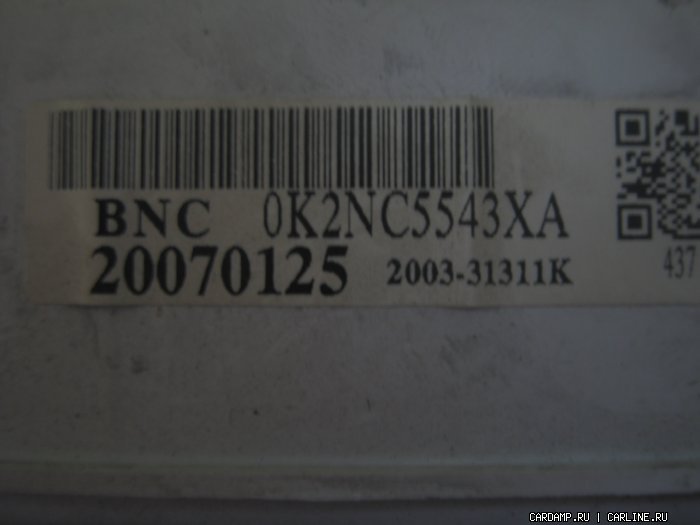 BNC 0K2NC5543XA
20070125 2003-31311K
437
CARDAMP.RU | CARLINE.RU